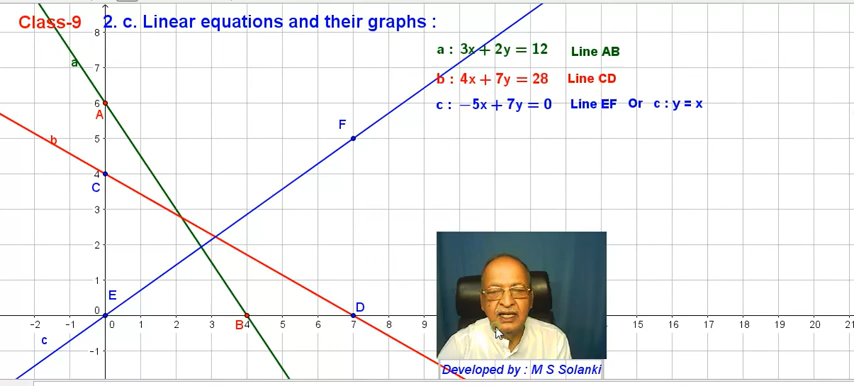 Class-9 2. c. Linear equations and their graphs :
a : 3x + 2y = 12 Line AB
b : 4x + 7y = 28 Line CD
c : −5x + 7y = 0 Line EF Or c : y = x
a
b
c
A
B
C
D
E
F
8
7
6
5
4
3
2
1
0
−1
-2 -1 0 1 2 3 4 5 6 7 8 9 15 16 17 18 19 20 21
Developed by : M S Solanki